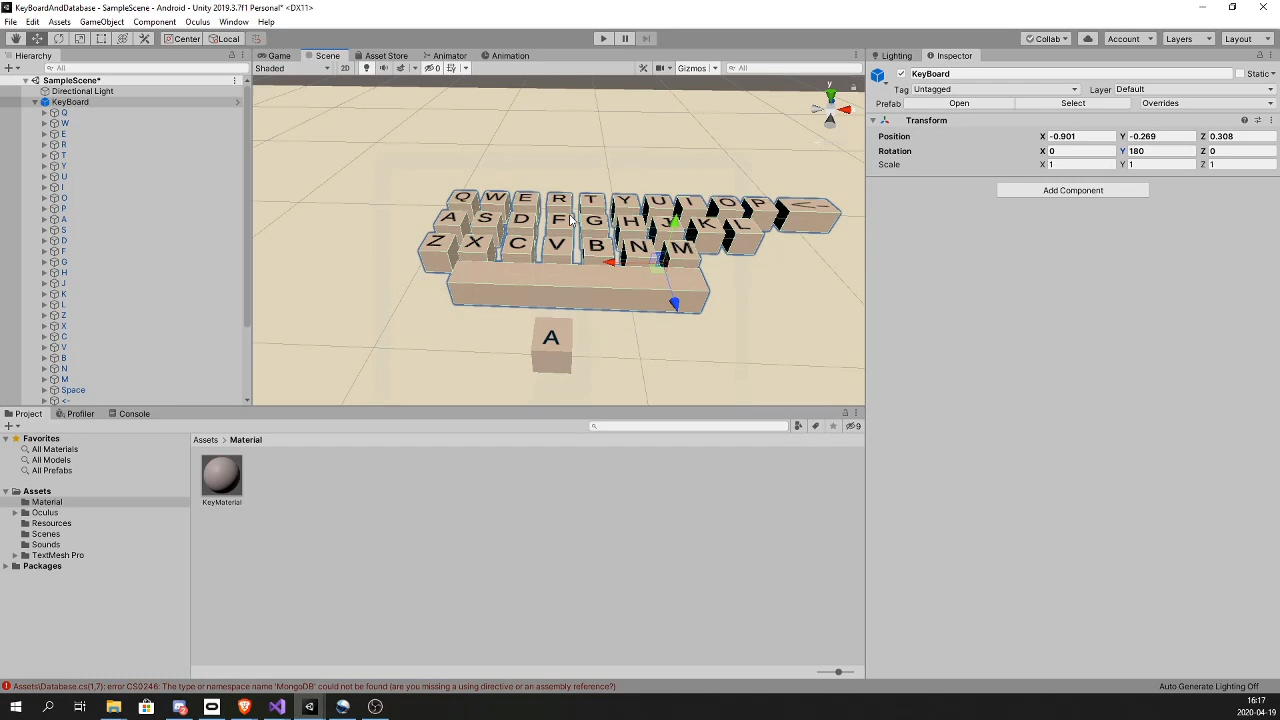 KeyBoardAndDatabase - SampleScene - Android - Unity 2019.3.7f1 Personal* <DX11>
File Edit Assets GameObject Component Oculus Window Help
Center Local Collab Account Layers Layout
Hierarchy Game Scene Asset Store Animator Animation Lighting Inspector
All Shaded 2D 0 Gizmos All KeyBoard Static
SampleScene* Tag Untagged Layer Default
Directional Light y
KeyBoard Prefab Open Select Overrides
Q
W Transform
E Position X -0.901 Y -0.269 Z 0.308
R Rotation X 0 Y 180 Z 0
T Scale X 1 Y 1 Z 1
Y
U Add Component
I
O
P
A
S
D
F
G
H
J
K
L
Z
X
C
V
B
N
M
Space
<-
Q W E R T Y U I O P <-
A S D F G H J K L
Z X C V B N M
A
Project Profiler Console
9
Favorites Assets > Material
All Materials
All Models
All Prefabs
Assets
Material KeyMaterial
Oculus
Resources
Scenes
Sounds
TextMesh Pro
Packages
Assets\Database.cs(1,7): error CS0246: The type or namespace name 'MongoDB' could not be found (are you missing a using directive or an assembly reference?) Auto Generate Lighting Off
16:17
2020-04-19